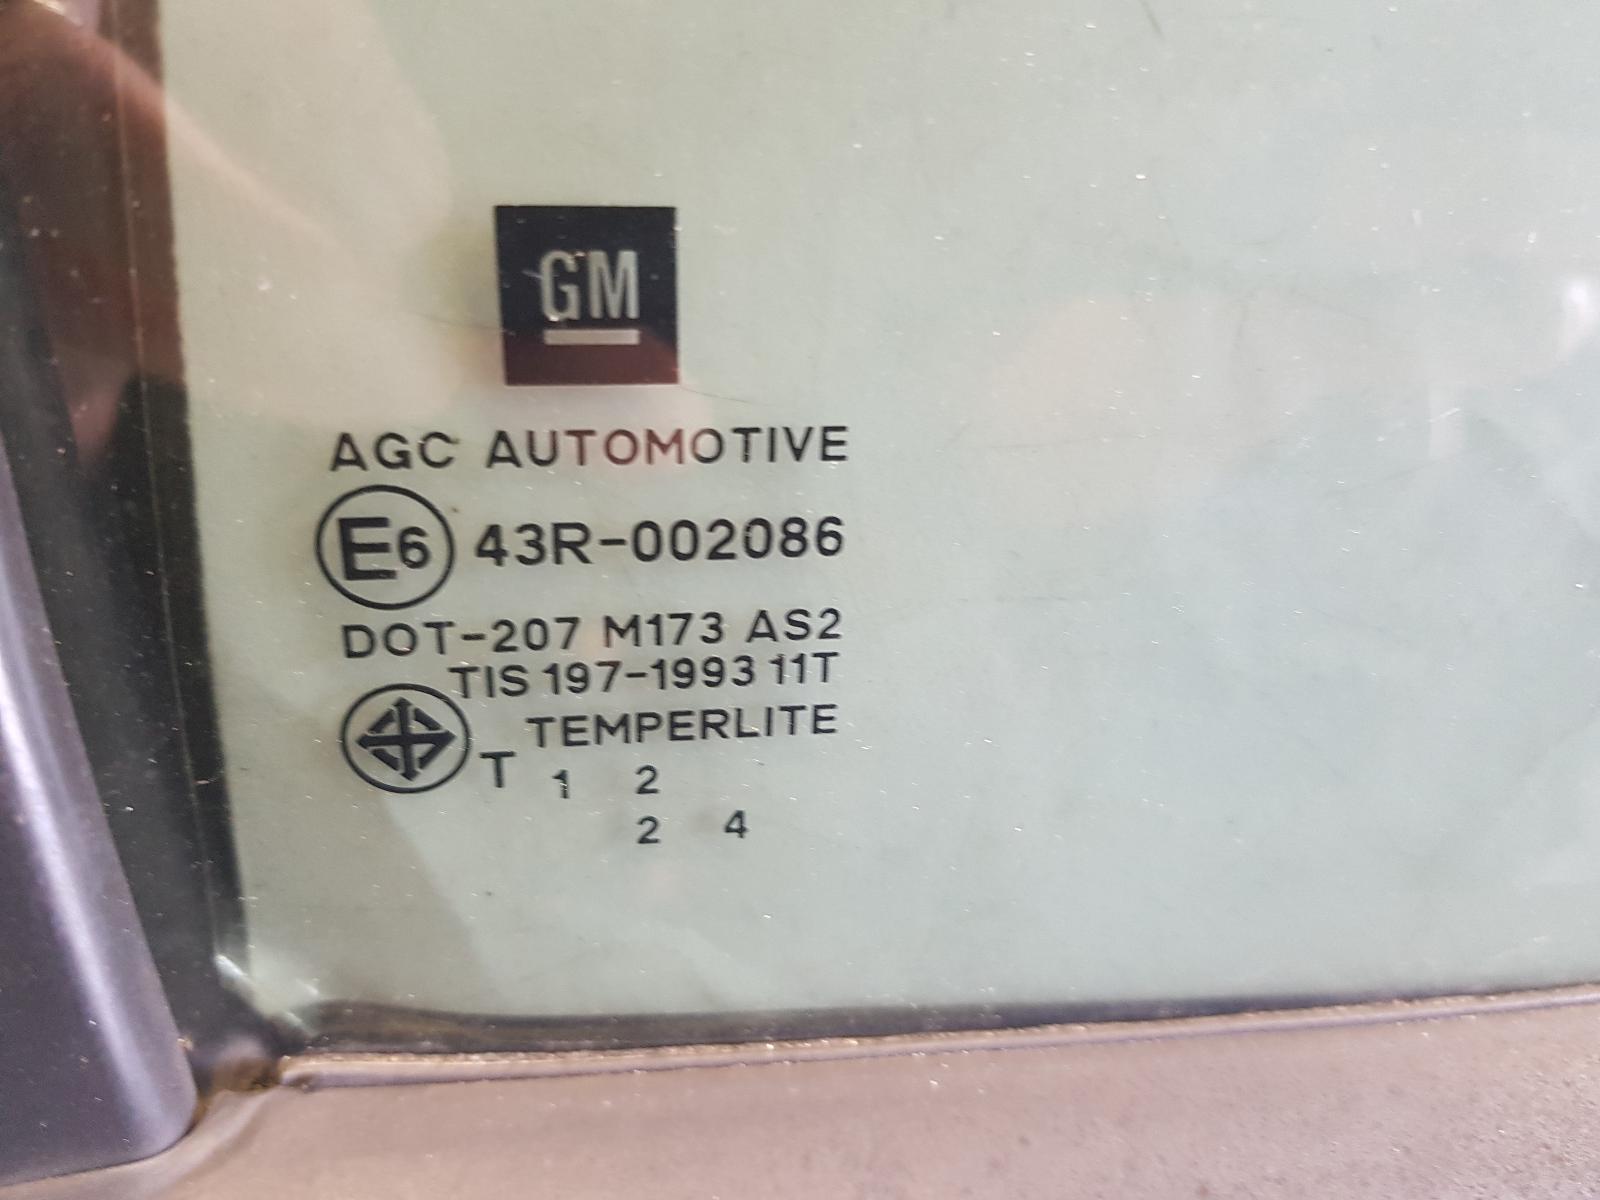 GM
AGC AUTOMOTIVE
E6 43R-002086
DOT-207 M173 AS2
TIS 197-1993 11T
TEMPERLITE
T 1 2
2 4